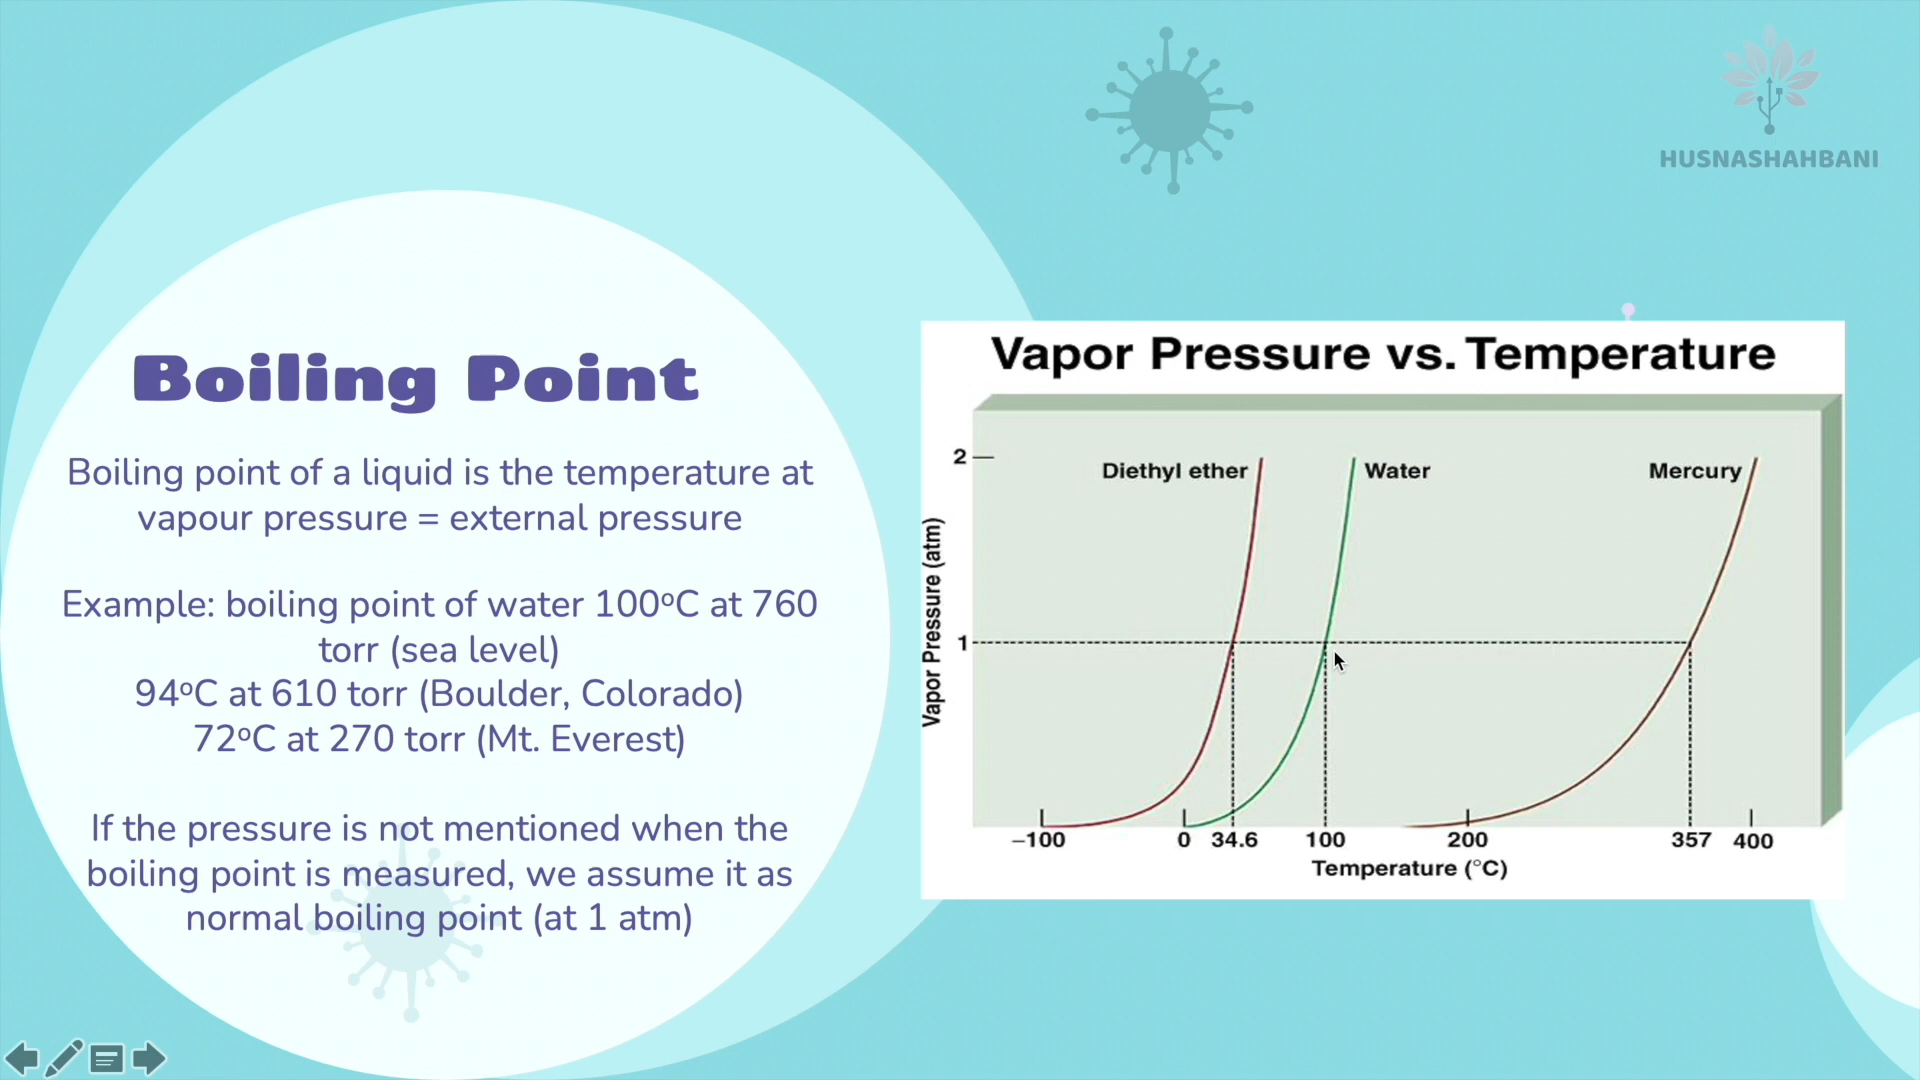 HUSNASHAHBANI
Boiling Point
Boiling point of a liquid is the temperature at
vapour pressure = external pressure
Example: boiling point of water 100ºC at 760
torr (sea level)
94ºC at 610 torr (Boulder, Colorado)
72ºC at 270 torr (Mt. Everest)
If the pressure is not mentioned when the
boiling point is measured, we assume it as
normal boiling point (at 1 atm)
Vapor Pressure vs. Temperature
2
Diethyl ether
Water
Mercury
Vapor Pressure (atm)
1
−100 0 34.6 100 200 357 400
Temperature (°C)